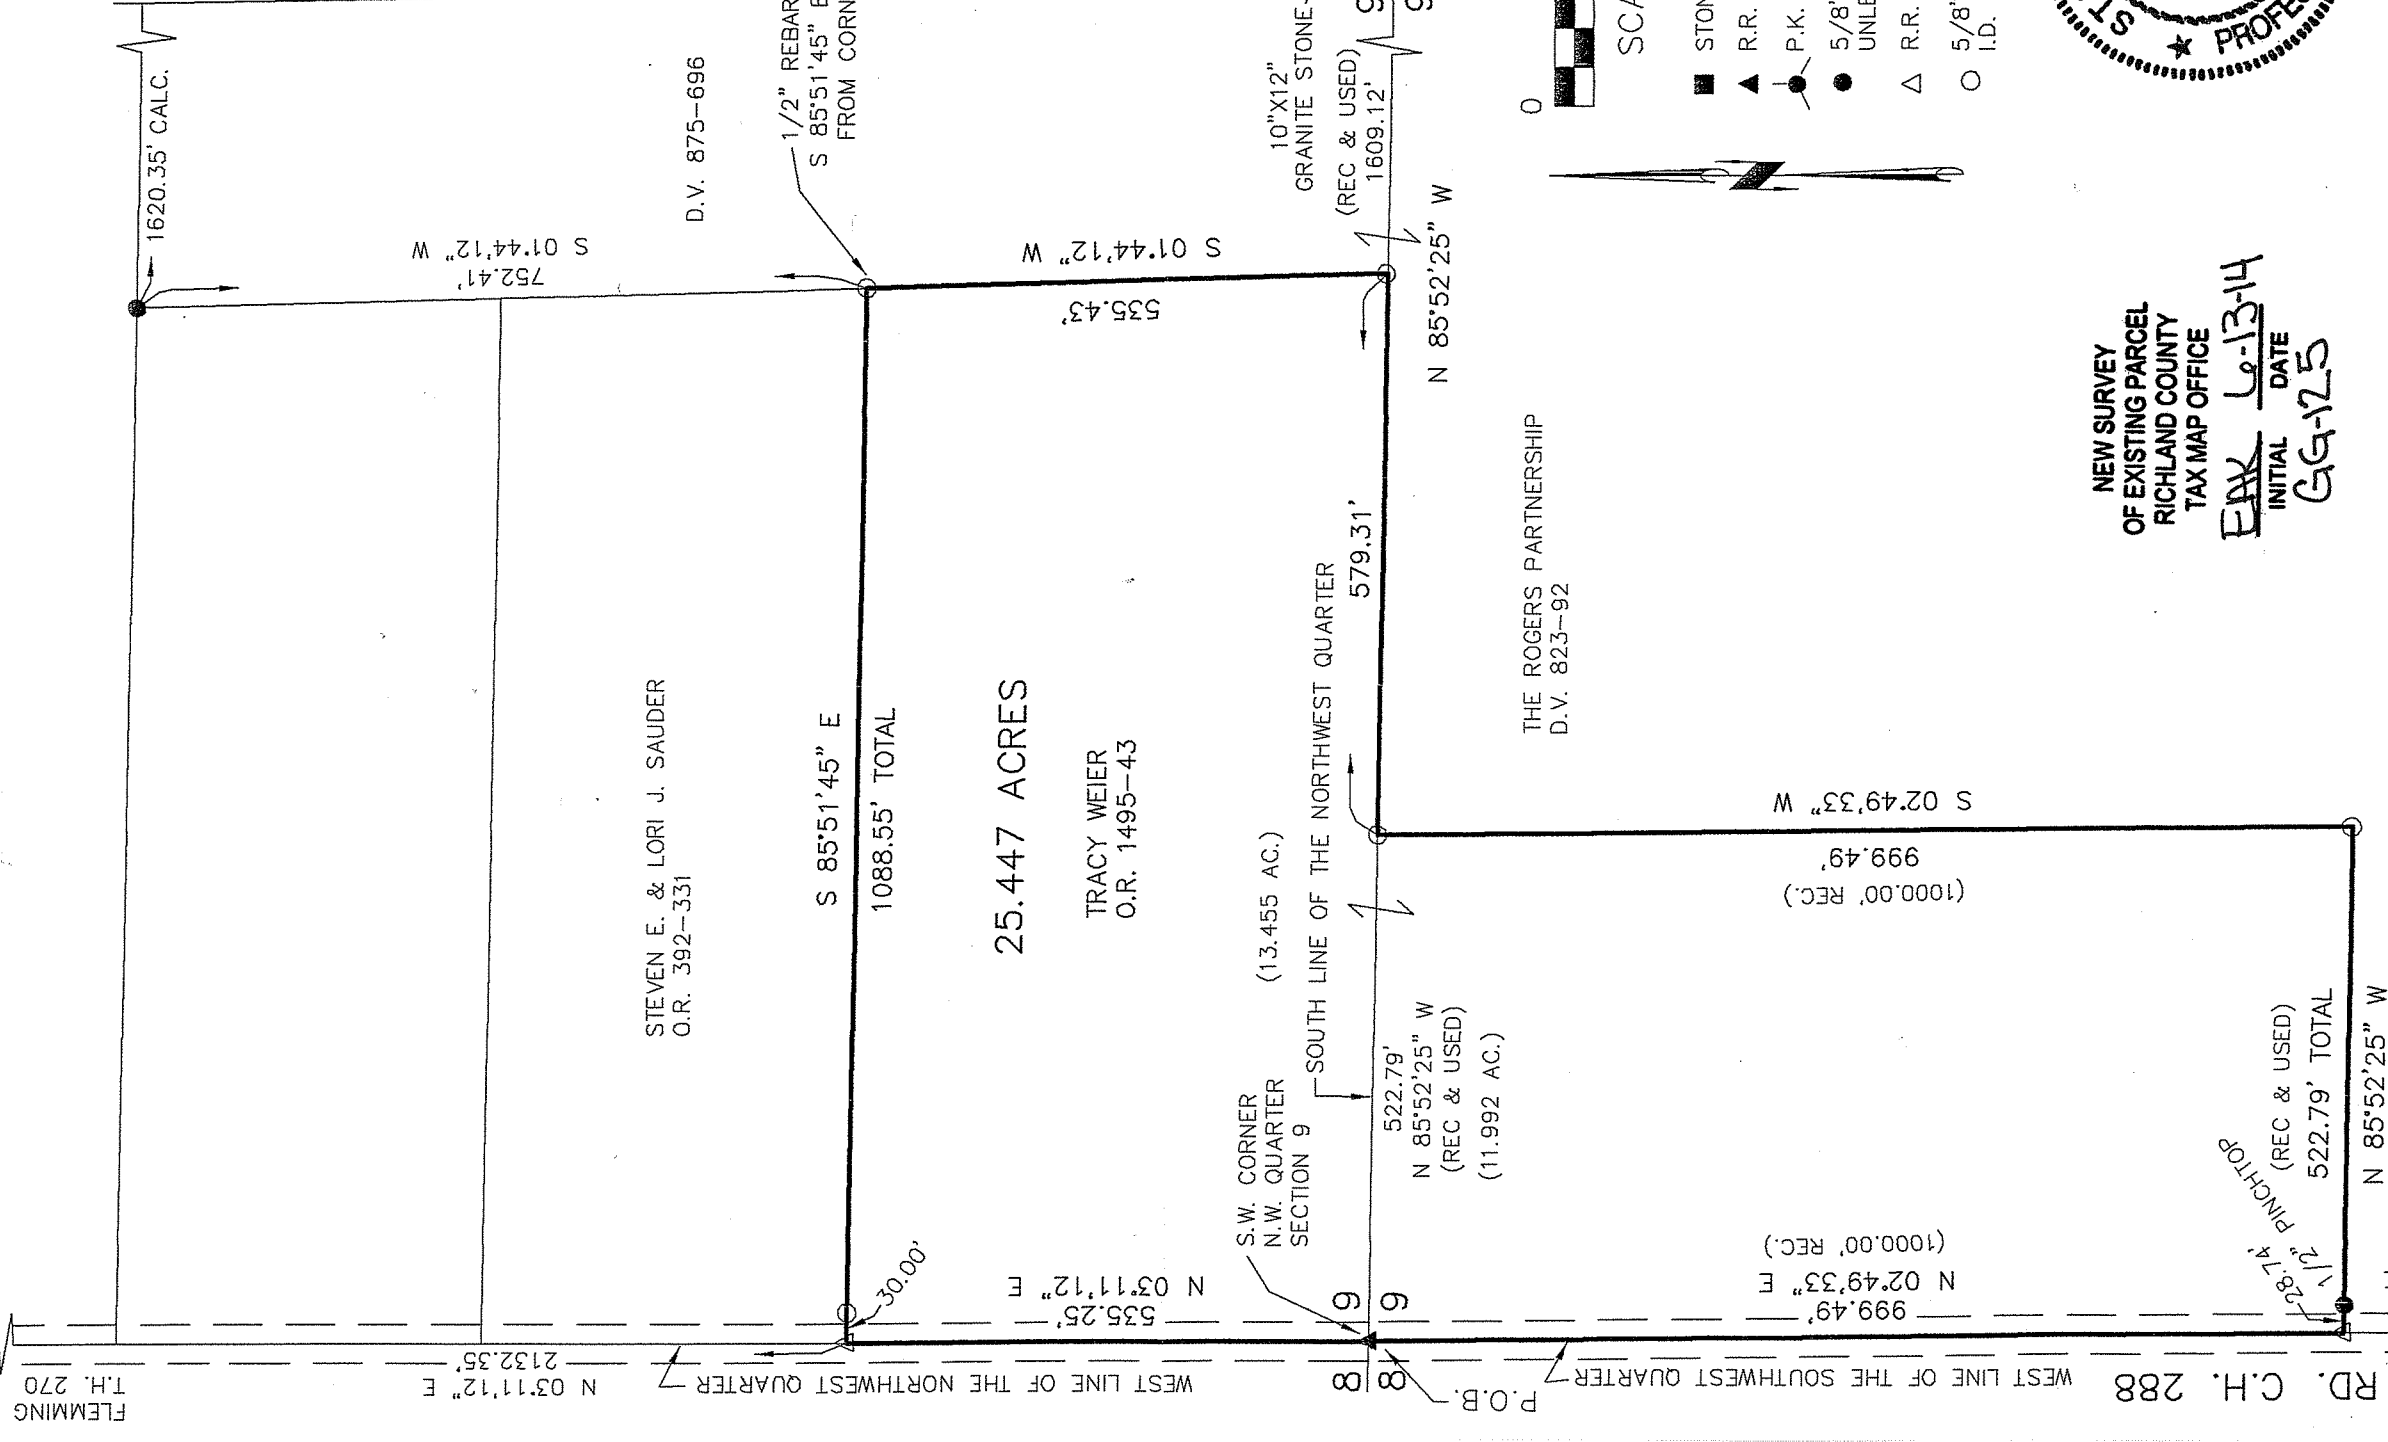 FLEMMING
T.H. 270
N 03°11'12" E
2132.35'
WEST LINE OF THE NORTHWEST QUARTER
1620.35' CALC.
S 01°44'12" W
752.41'
D.V. 875-696
1/2" REBAR
S 85°51'45" E
FROM CORN
STEVEN E. & LORI J. SAUDER
O.R. 392-331
S 85°51'45" E
1088.55' TOTAL
30.00'
N 03°11'12" E
535.25'
25.447 ACRES
TRACY WEIER
O.R. 1495-43
S 01°44'12" W
535.43'
10"X12"
GRANITE STONE
(REC & USED)
1609.12'
N 85°52'25" W
S.W. CORNER
N.W. QUARTER
SECTION 9
(13.455 AC.)
SOUTH LINE OF THE NORTHWEST QUARTER
579.31'
8
9
8
9
P.O.B.
522.79'
N 85°52'25" W
(REC & USED)
(11.992 AC.)
THE ROGERS PARTNERSHIP
D.V. 823-92
S 02°49'33" W
999.49'
(1000.00' REC.)
(1000.00' REC.)
N 02°49'33" E
999.49'
WEST LINE OF THE SOUTHWEST QUARTER
RD. C.H. 288
28.74'
1/2" PINCHTOP
(REC & USED)
522.79' TOTAL
N 85°52'25" W
0
SCA
STON
R.R.
P.K.
5/8"
UNLE
R.R.
5/8"
I.D.
ST
PROFES
NEW SURVEY
OF EXISTING PARCEL
RICHLAND COUNTY
TAX MAP OFFICE
EAK 6-13-14
INITIAL DATE
GG-125